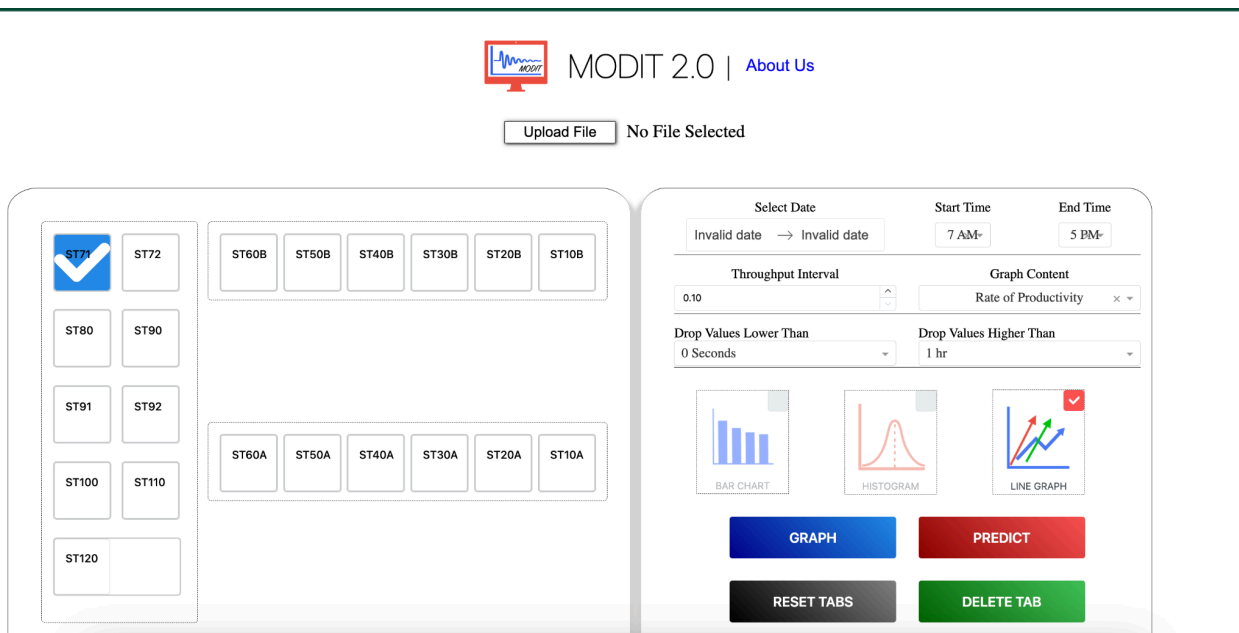 MODIT
MODIT 2.0 | About Us
Upload File No File Selected
ST71 ST72
ST80 ST90
ST91 ST92
ST100 ST110
ST120
ST60B ST50B ST40B ST30B ST20B ST10B
ST60A ST50A ST40A ST30A ST20A ST10A
Select Date Start Time End Time
Invalid date → Invalid date 7 AM 5 PM
Throughput Interval Graph Content
0.10 Rate of Productivity ×
Drop Values Lower Than Drop Values Higher Than
0 Seconds 1 hr
BAR CHART HISTOGRAM LINE GRAPH
GRAPH PREDICT
RESET TABS DELETE TAB